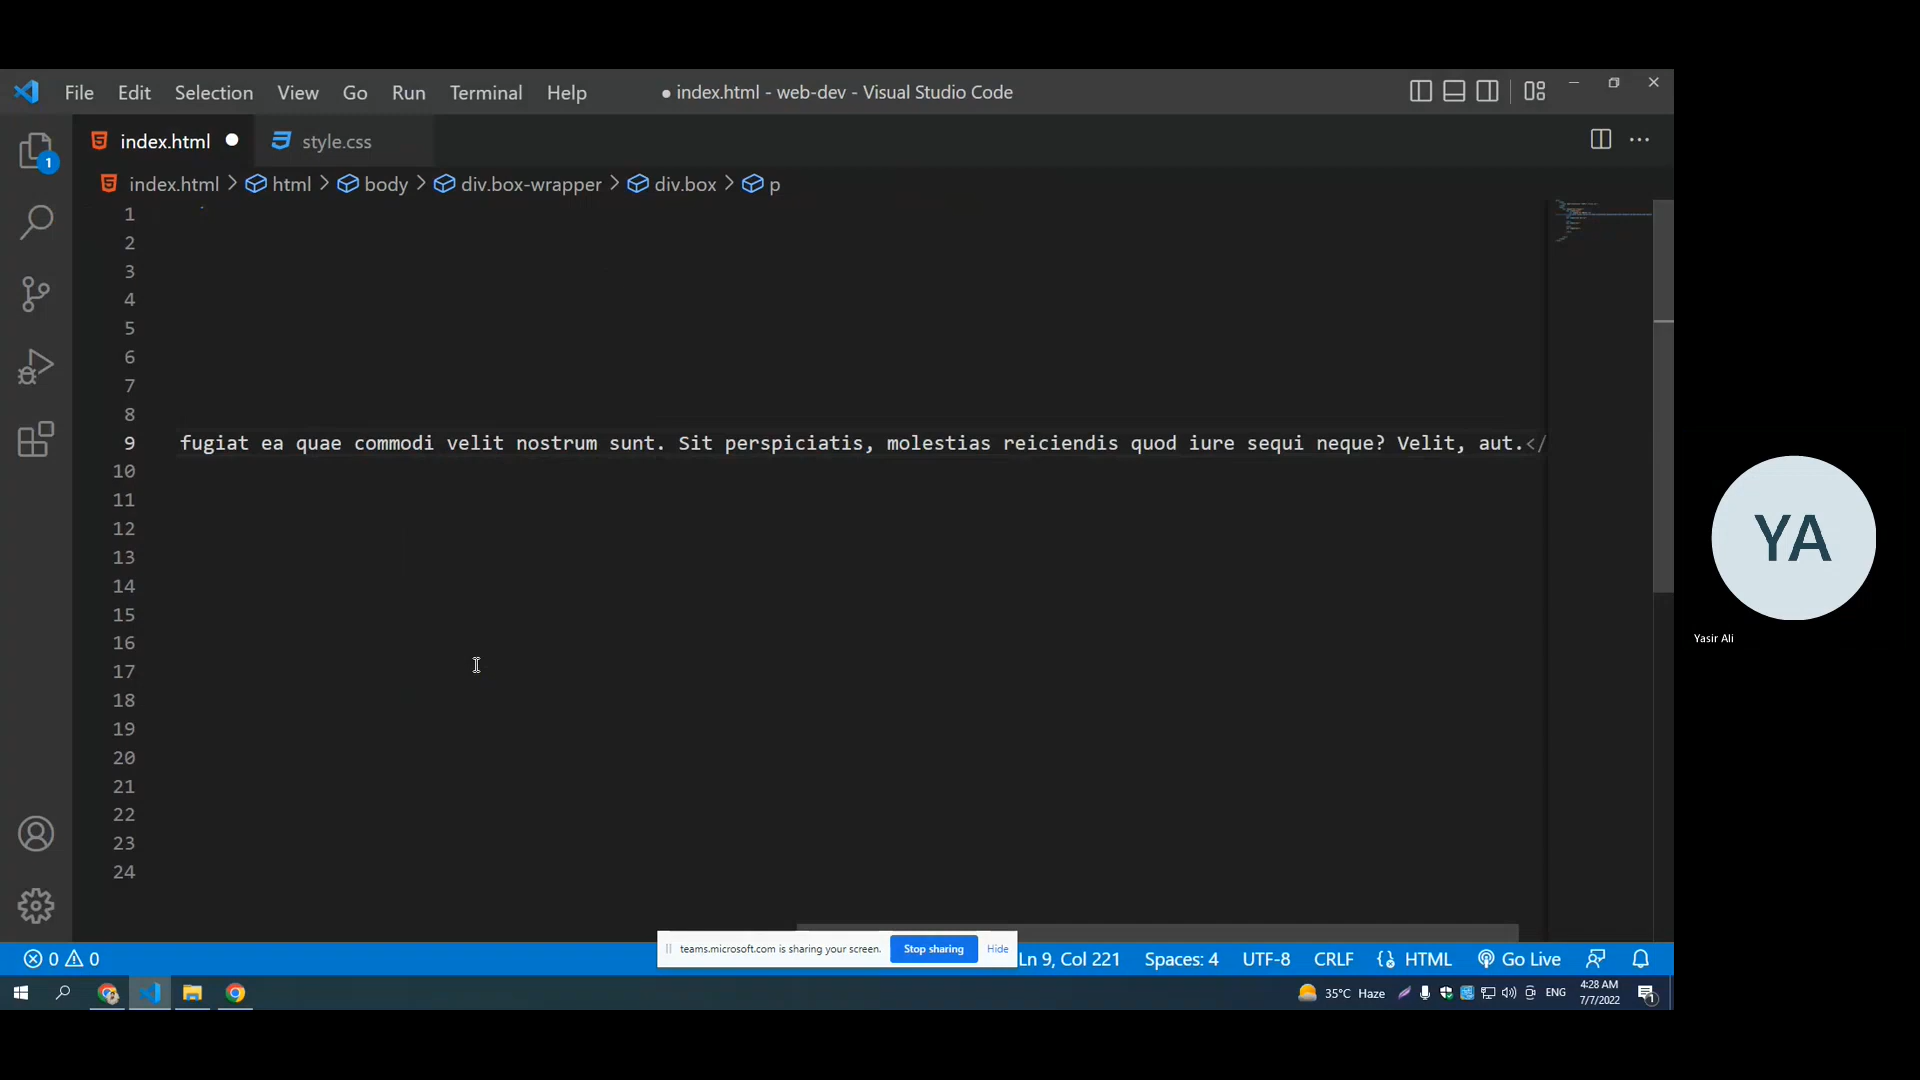 File Edit Selection View Go Run Terminal Help ● index.html - web-dev - Visual Studio Code
index.html style.css
1
index.html > html > body > div.box-wrapper > div.box > p
1
2
3
4
5
6
7
8
9 fugiat ea quae commodi velit nostrum sunt. Sit perspiciatis, molestias reiciendis quod iure sequi neque? Velit, aut.</
10
11
12
13
14
15
16
17
18
19
20
21
22
23
24
YA
Yasir Ali
teams.microsoft.com is sharing your screen. Stop sharing Hide
0 0 Ln 9, Col 221 Spaces: 4 UTF-8 CRLF HTML Go Live
35°C Haze ENG 4:28 AM
7/7/2022 1